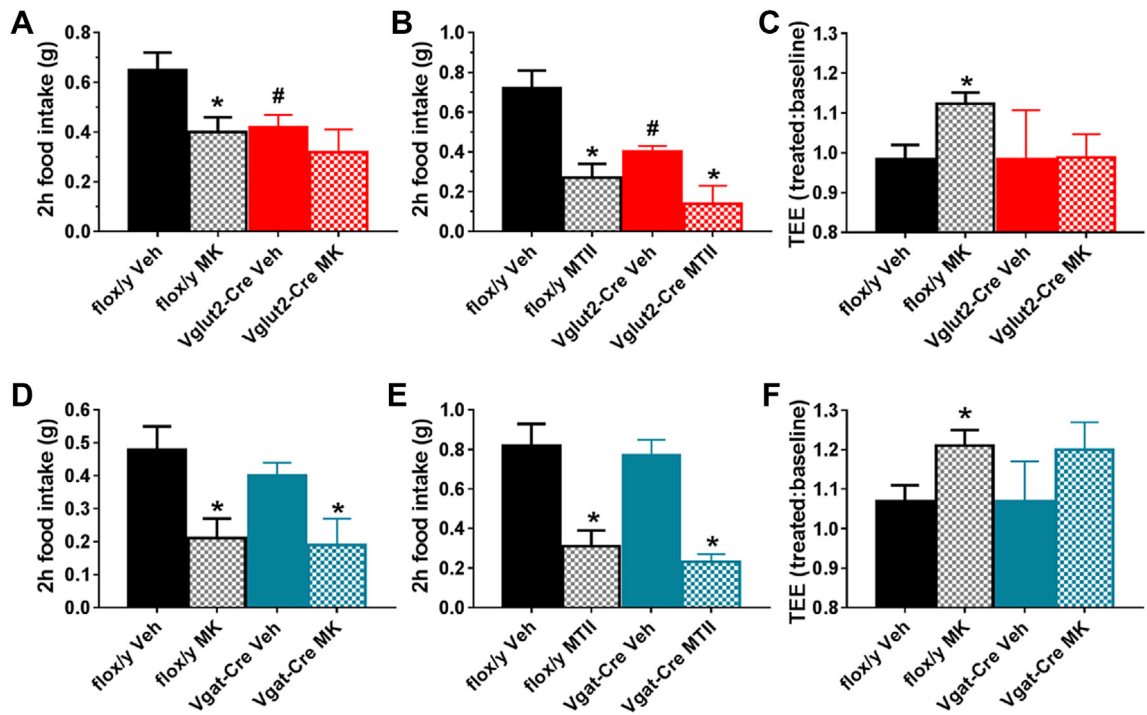 A
2h food intake (g)
0.8
0.6
0.4
0.2
0.0
*
#
flox/y Veh
flox/y MK
Vglut2-Cre Veh
Vglut2-Cre MK
B
2h food intake (g)
1.0
0.8
0.6
0.4
0.2
0.0
*
#
*
flox/y Veh
flox/y MTII
Vglut2-Cre Veh
Vglut2-Cre MTII
C
TEE (treated:baseline)
1.3
1.2
1.1
1.0
0.9
0.8
*
flox/y Veh
flox/y MK
Vglut2-Cre Veh
Vglut2-Cre MK
D
2h food intake (g)
0.6
0.5
0.4
0.3
0.2
0.1
0.0
*
*
flox/y Veh
flox/y MK
Vgat-Cre Veh
Vgat-Cre MK
E
2h food intake (g)
1.0
0.8
0.6
0.4
0.2
0.0
*
*
flox/y Veh
flox/y MTII
Vgat-Cre Veh
Vgat-Cre MTII
F
TEE (treated:baseline)
1.3
1.2
1.1
1.0
0.9
0.8
*
flox/y Veh
flox/y MK
Vgat-Cre Veh
Vgat-Cre MK